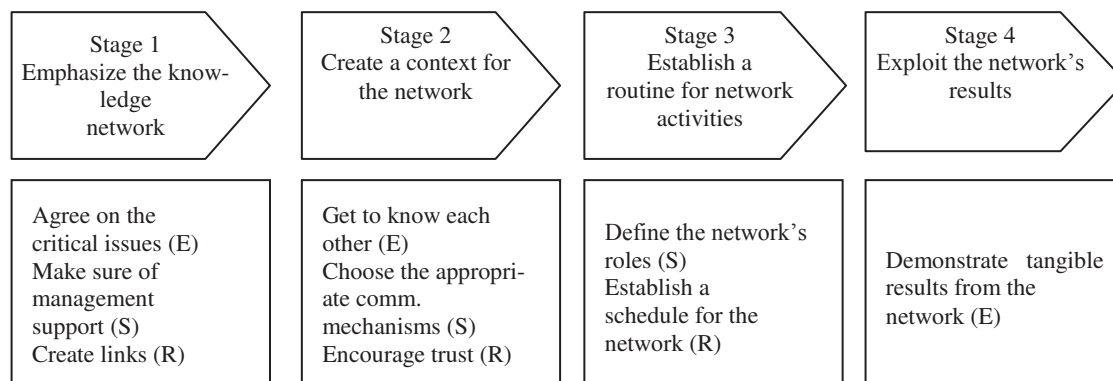 Stage 1
Emphasize the know-
ledge
network
Stage 2
Create a context for
the network
Stage 3
Establish a
routine for network
activities
Stage 4
Exploit the network's
results
Agree on the
critical issues (E)
Make sure of
management
support (S)
Create links (R)
Get to know each
other (E)
Choose the appropri-
ate comm.
mechanisms (S)
Encourage trust (R)
Define the network's
roles (S)
Establish a
schedule for the
network (R)
Demonstrate tangible
results from the
network (E)